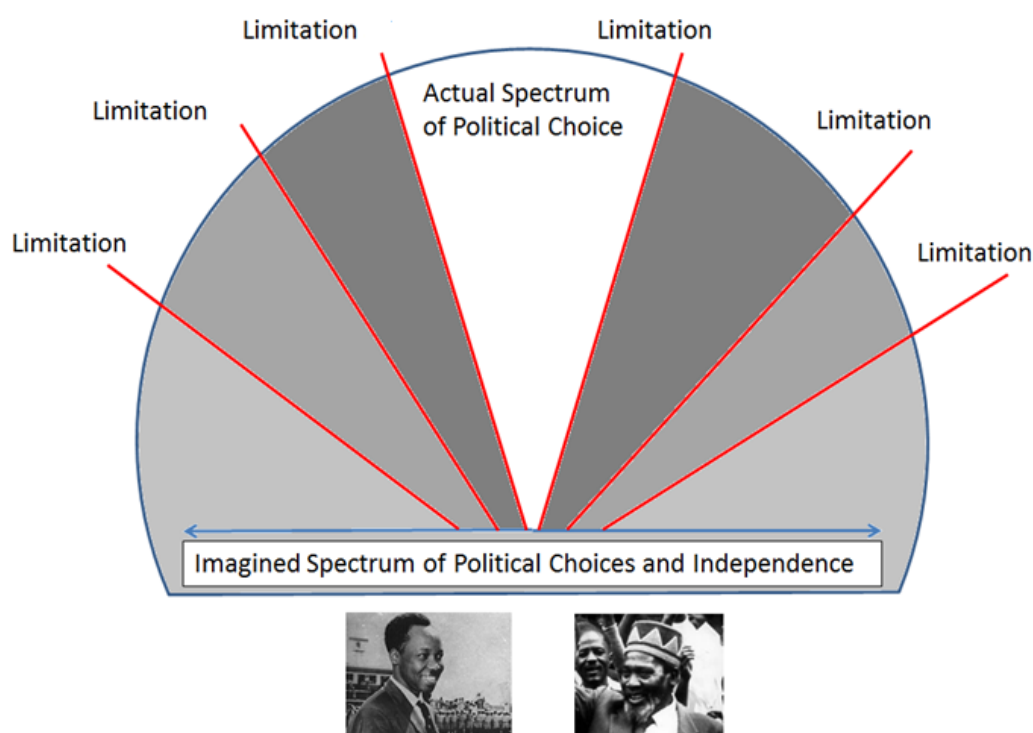 Limitation
Limitation
Actual Spectrum
of Political Choice
Limitation
Limitation
Limitation
Limitation
Imagined Spectrum of Political Choices and Independence